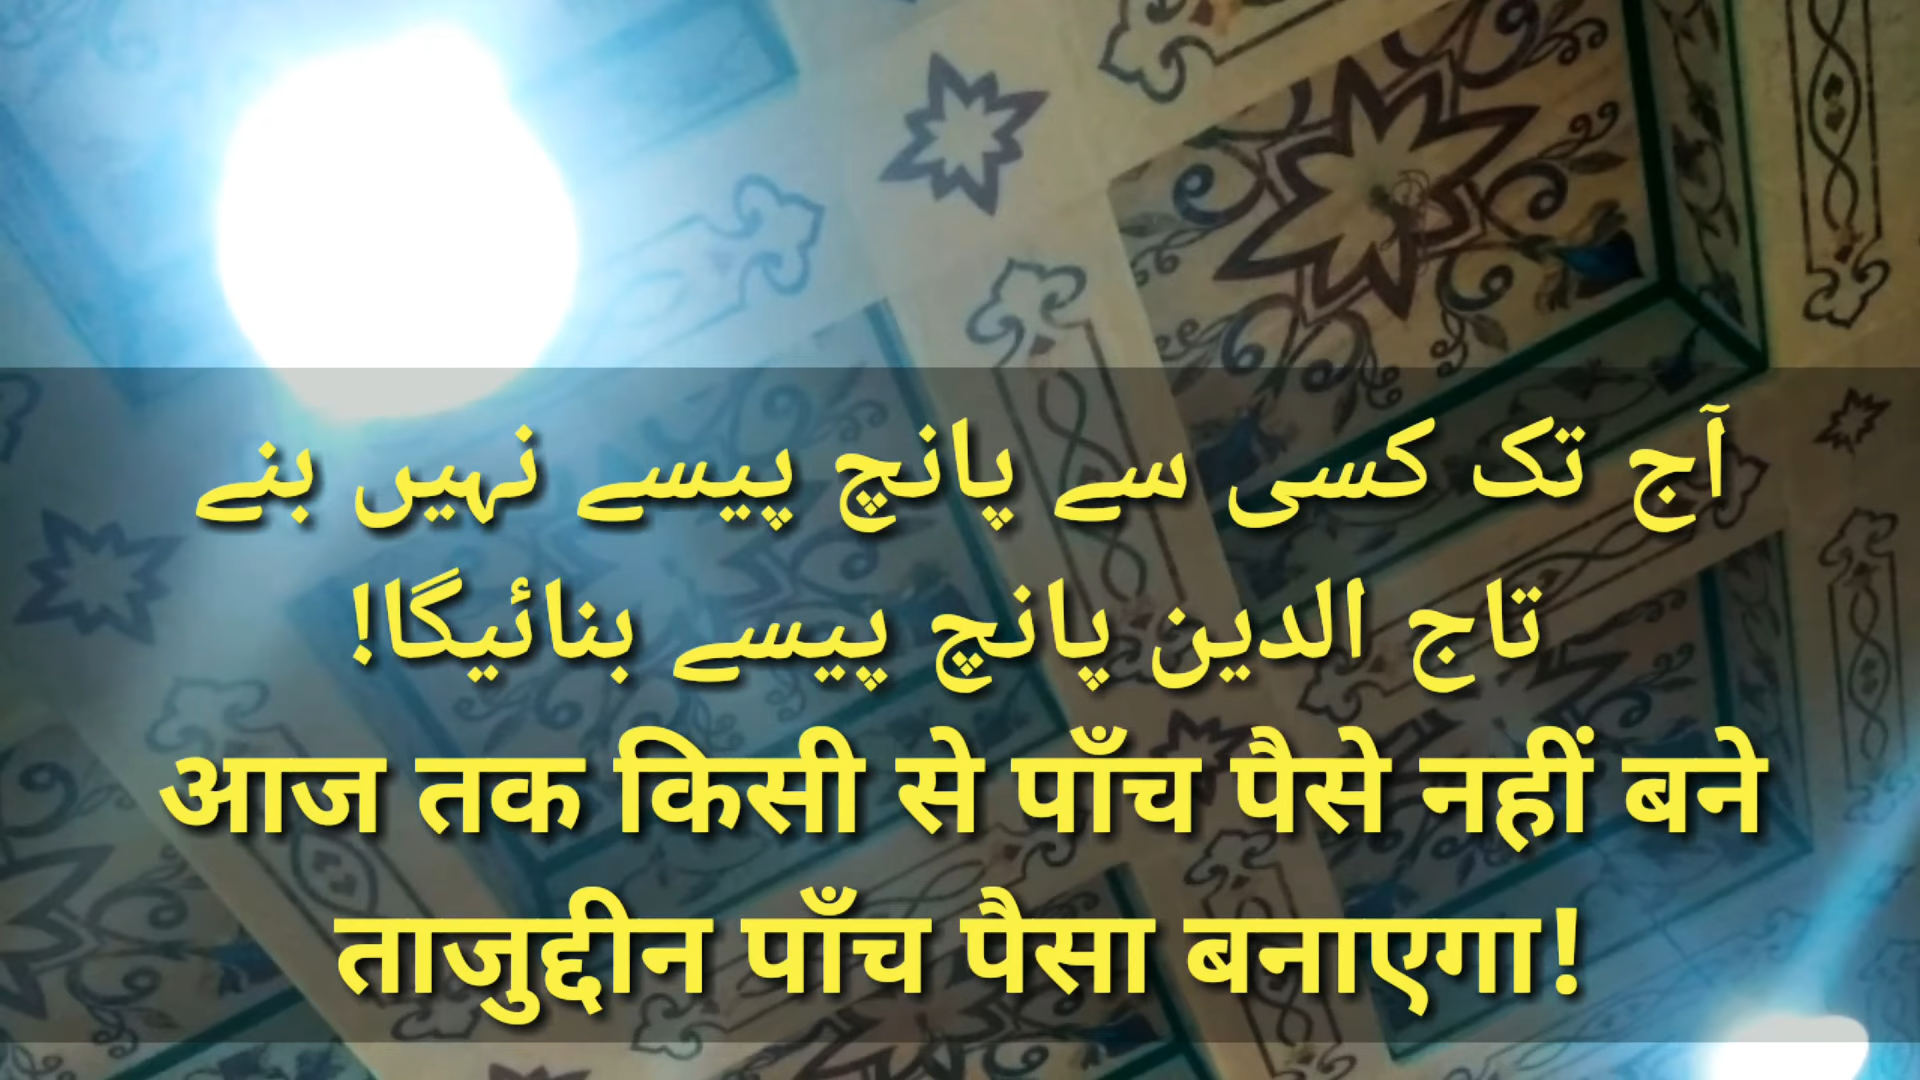 آج تک کسی سے پانچ پیسے نہیں بنے
تاج الدین پانچ پیسے بنائیگا!
आज तक किसी से पाँच पैसे नहीं बने
ताजुद्दीन पाँच पैसा बनाएगा!